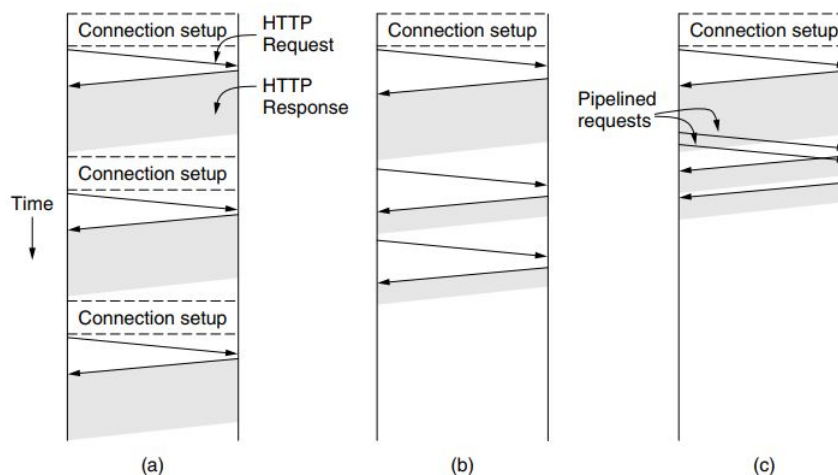 Connection setup
HTTP
Request
HTTP
Response
Connection setup
Connection setup
Time
(a)
Connection setup
(b)
Connection setup
Pipelined
requests
(c)